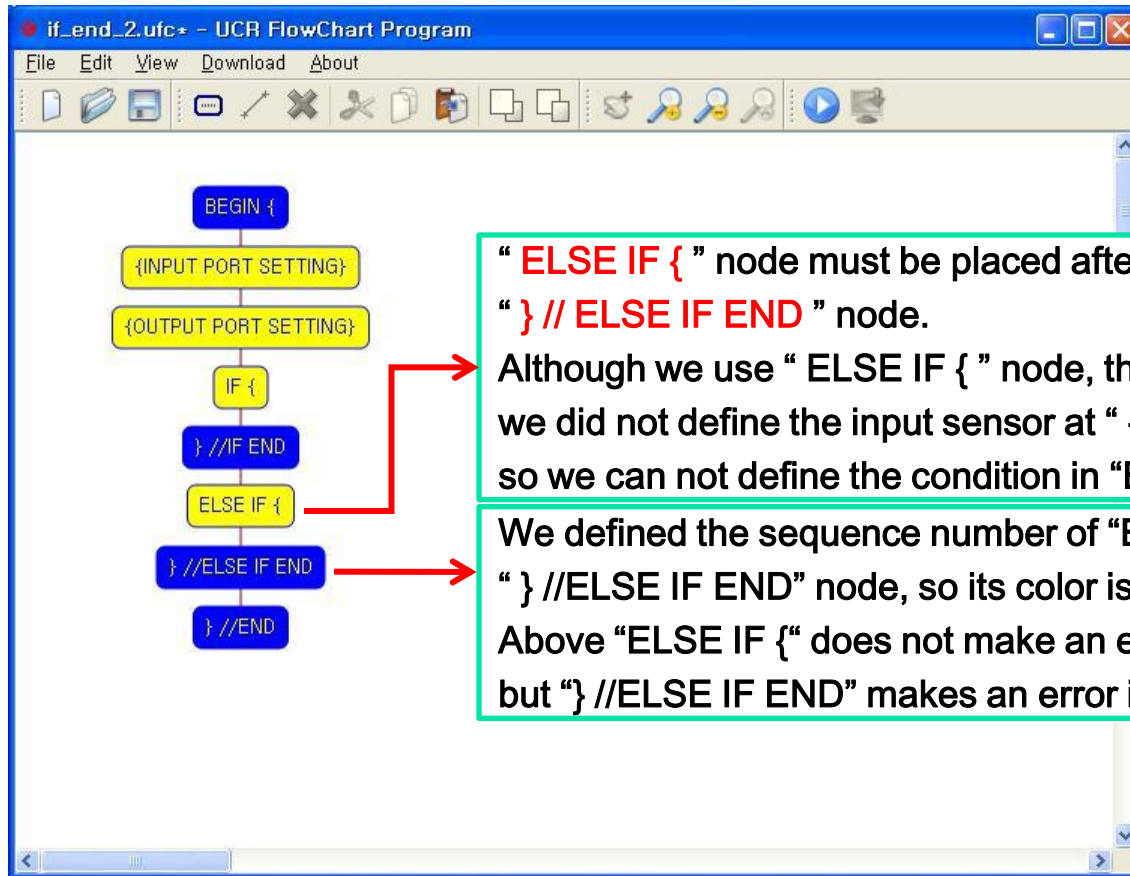 if_end_2.ufc* - UCR FlowChart Program
File Edit View Download About
BEGIN {
{INPUT PORT SETTING}
{OUTPUT PORT SETTING}
IF {
} //IF END
ELSE IF {
} //ELSE IF END
} //END
“ ELSE IF { ” node must be placed afte
“ } // ELSE IF END ” node.
Although we use “ ELSE IF { ” node, th
we did not define the input sensor at “
so we can not define the condition in “E
We defined the sequence number of “E
“ } //ELSE IF END” node, so its color is
Above “ELSE IF {“ does not make an e
but “} //ELSE IF END” makes an error i